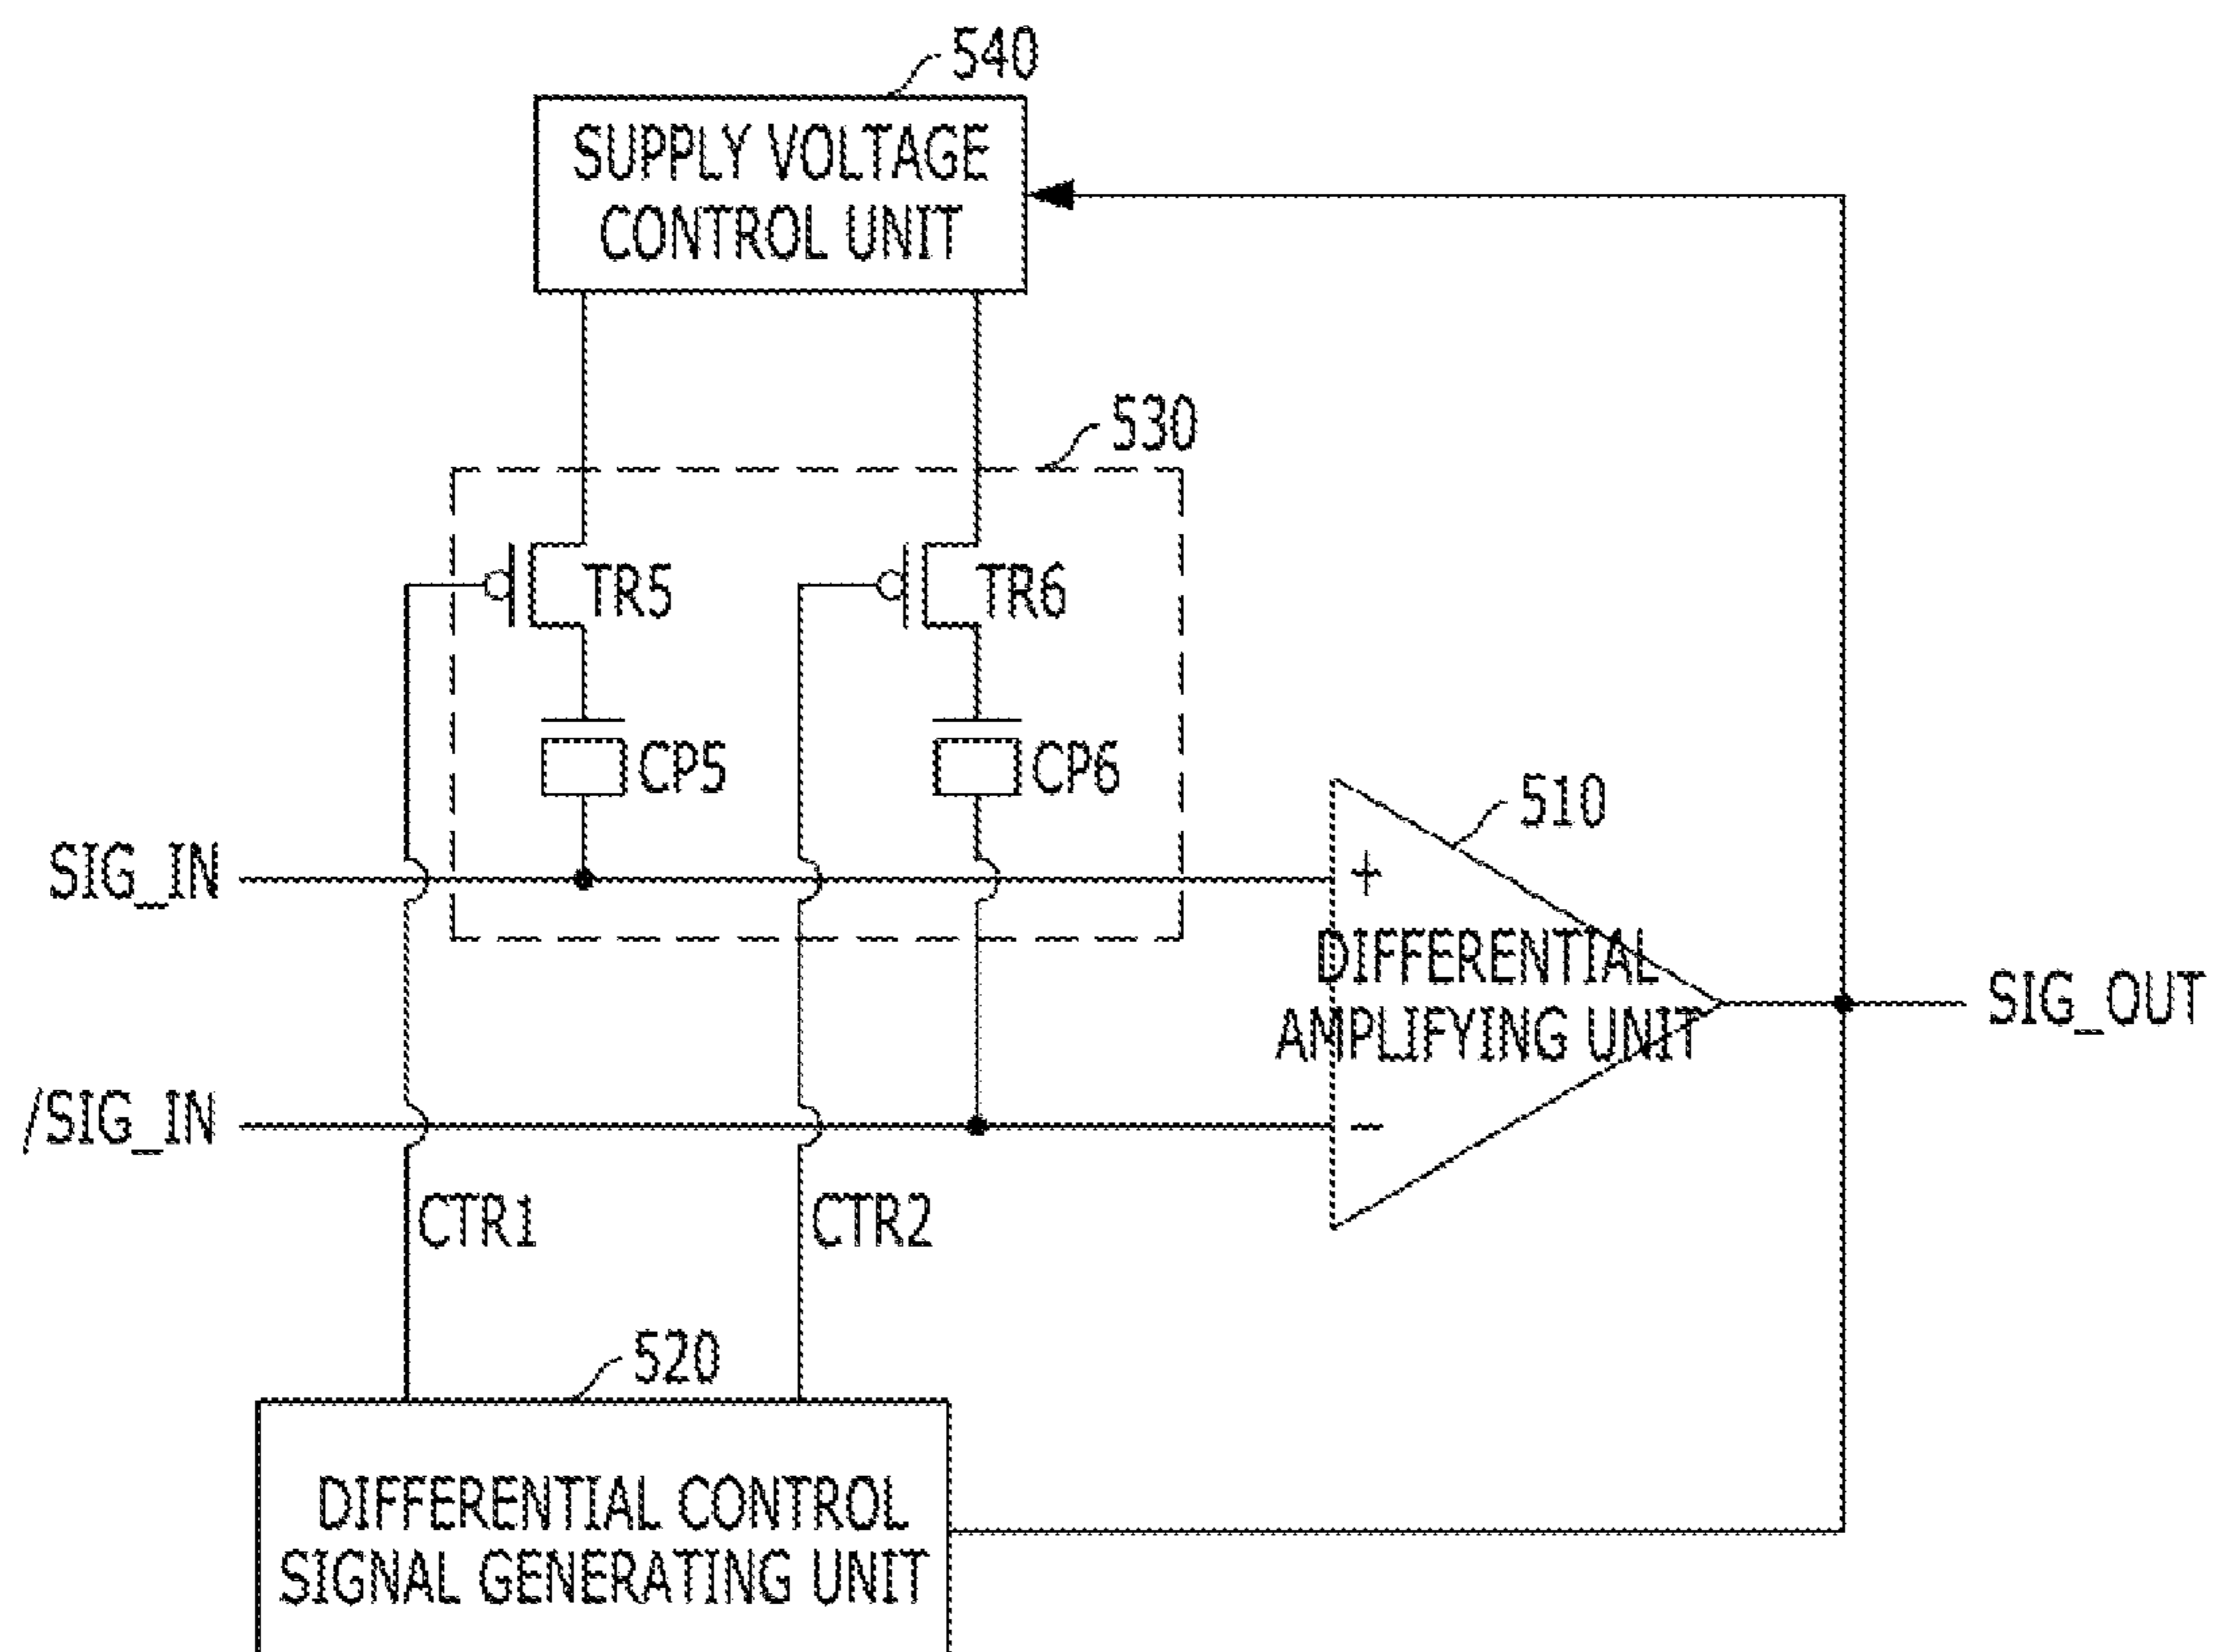 540
SUPPLY VOLTAGE
CONTROL UNIT
530
TR5
TR6
CP5
CP6
510
SIG_IN
+
DIFFERENTIAL
AMPLIFYING UNIT
SIG_OUT
/SIG_IN
−
CTR1
CTR2
520
DIFFERENTIAL CONTROL
SIGNAL GENERATING UNIT